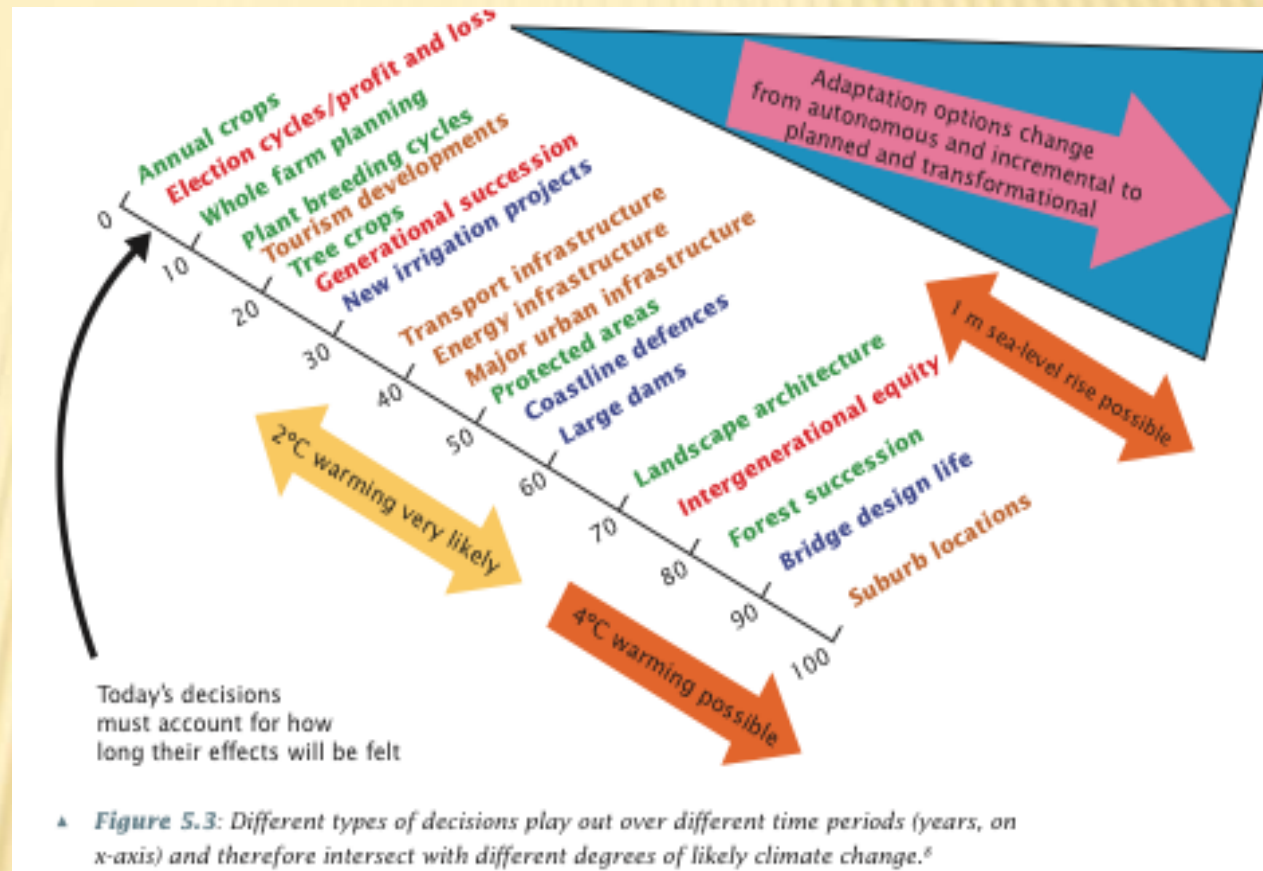 Annual crops
Election cycles/profit and loss
Whole farm planning
Plant breeding cycles
Tourism developments
Tree crops
Generational succession
New irrigation projects
Transport infrastructure
Energy infrastructure
Major urban infrastructure
Protected areas
Coastline defences
Large dams
Landscape architecture
Intergenerational equity
Forest succession
Bridge design life
Suburb locations
0
10
20
30
40
50
60
70
80
90
100
Adaptation options change
from autonomous and incremental to
planned and transformational
1 m sea-level rise possible
2°C warming very likely
4°C warming possible
Today's decisions
must account for how
long their effects will be felt
▲ Figure 5.3: Different types of decisions play out over different time periods (years, on
x-axis) and therefore intersect with different degrees of likely climate change.⁶